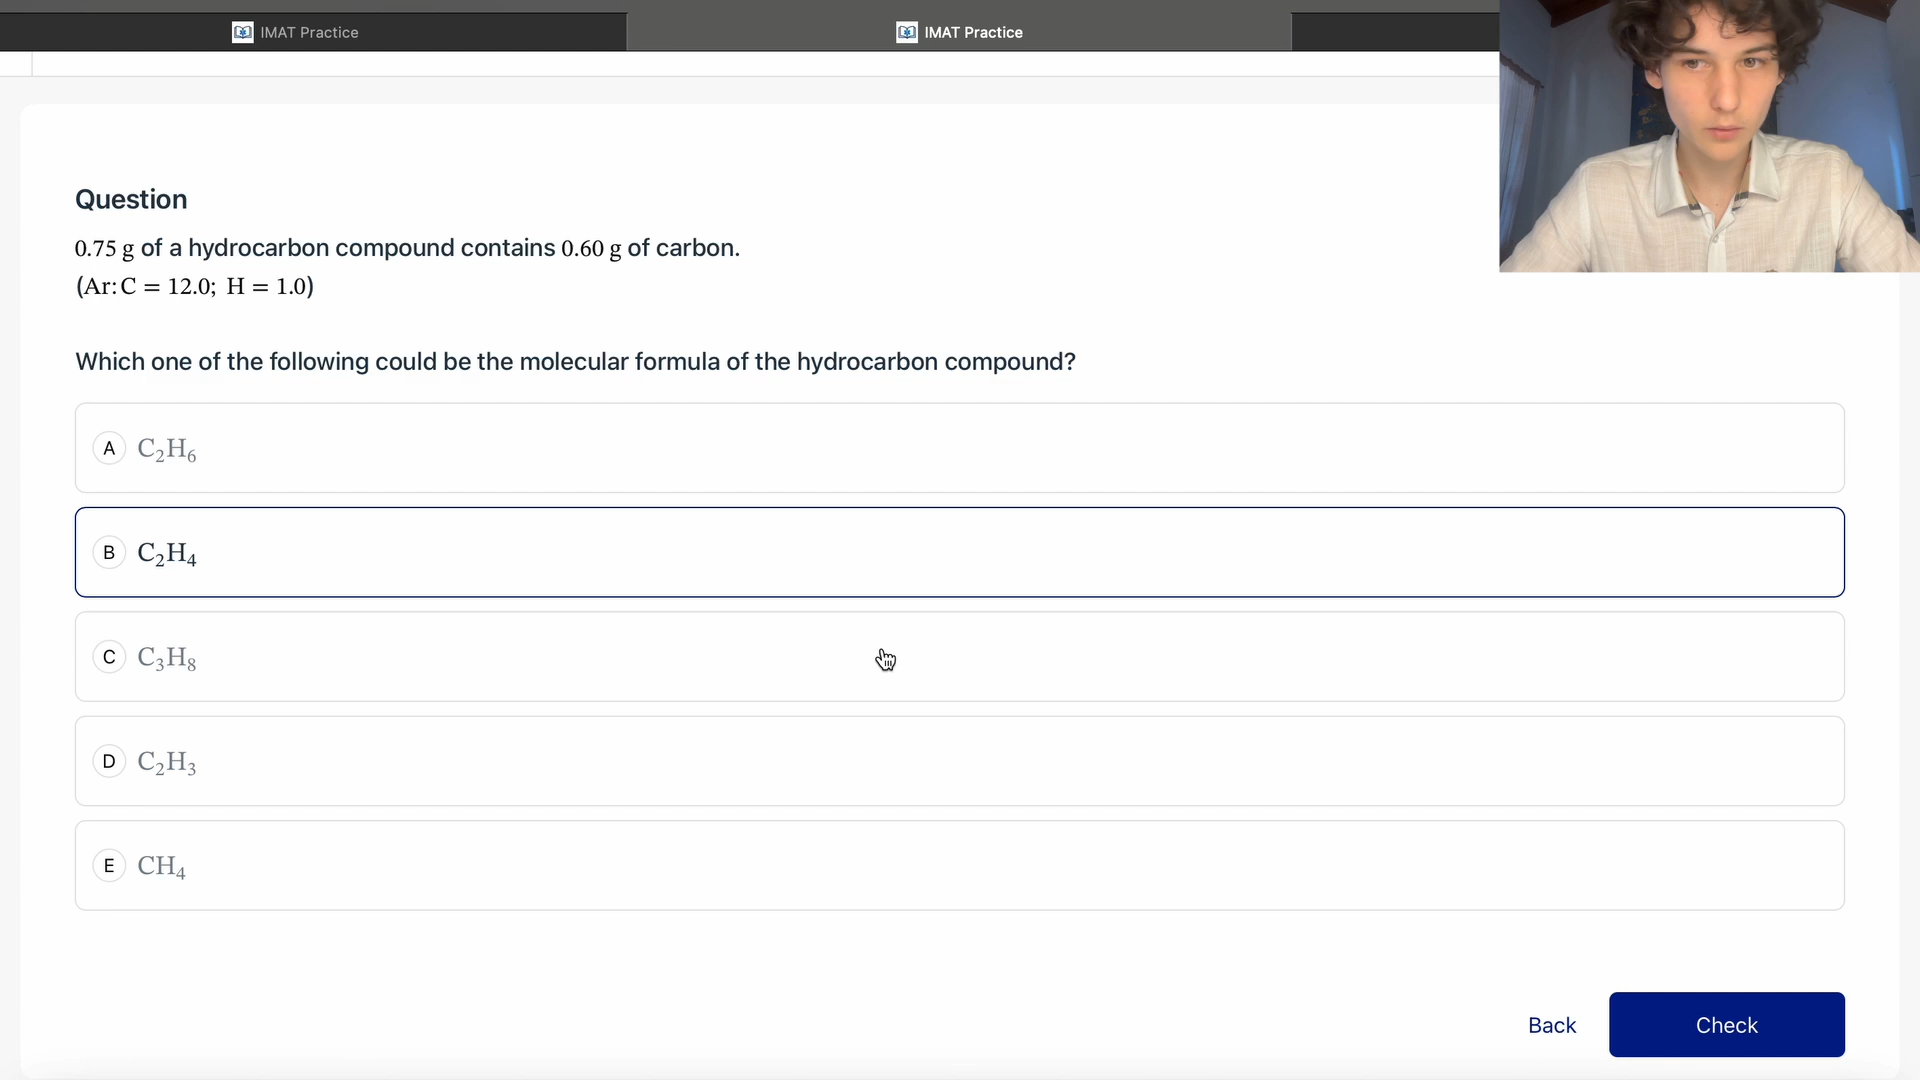 IMAT Practice
IMAT Practice
Question
0.75 g of a hydrocarbon compound contains 0.60 g of carbon.
(Ar: C = 12.0; H = 1.0)
Which one of the following could be the molecular formula of the hydrocarbon compound?
A C₂H₆
B C₂H₄
C C₃H₈
D C₂H₃
E CH₄
Back
Check